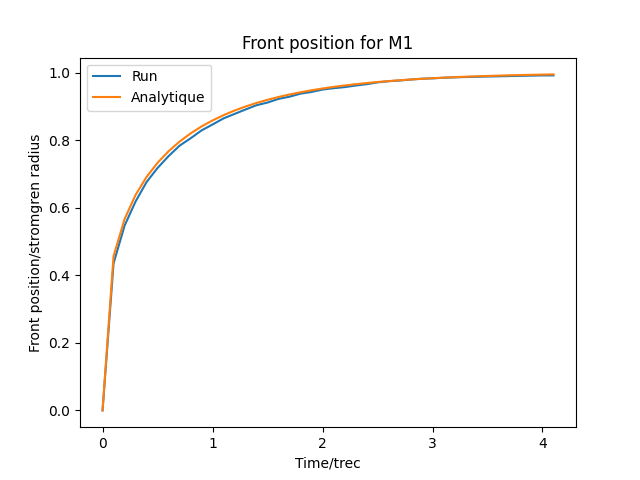 Front position for M1
Run
Analytique
1.0
0.8
0.6
0.4
0.2
0.0
Front position/stromgren radius
0
1
2
3
4
Time/trec